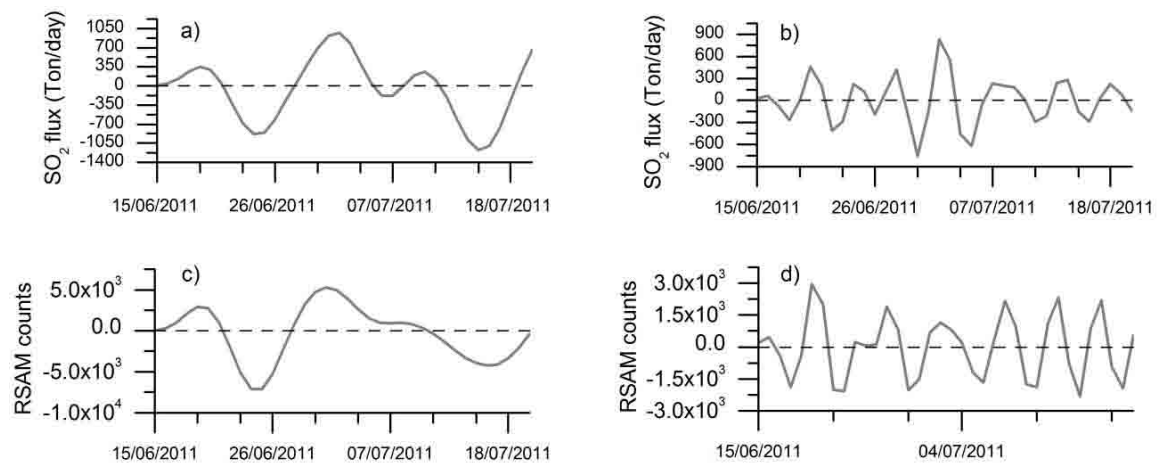 a)
SO2 flux (Ton/day)
1050
700
350
0
-350
-700
-1050
-1400
15/06/2011 26/06/2011 07/07/2011 18/07/2011
b)
SO2 flux (Ton/day)
900
600
300
0
-300
-600
-900
15/06/2011 26/06/2011 07/07/2011 18/07/2011
c)
RSAM counts
5.0x10³
0.0
-5.0x10³
-1.0x10⁴
15/06/2011 26/06/2011 07/07/2011 18/07/2011
d)
RSAM counts
3.0x10³
1.5x10³
0.0
-1.5x10³
-3.0x10³
15/06/2011 04/07/2011